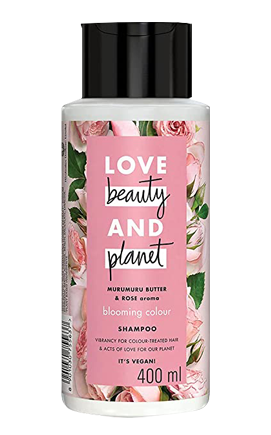 LOVE
beauty
AND
planet
MURUMURU BUTTER
& ROSE aroma
blooming colour
SHAMPOO
VIBRANCY FOR COLOUR-TREATED HAIR
& ACTS OF LOVE FOR OUR PLANET
IT'S VEGAN!
400 ml